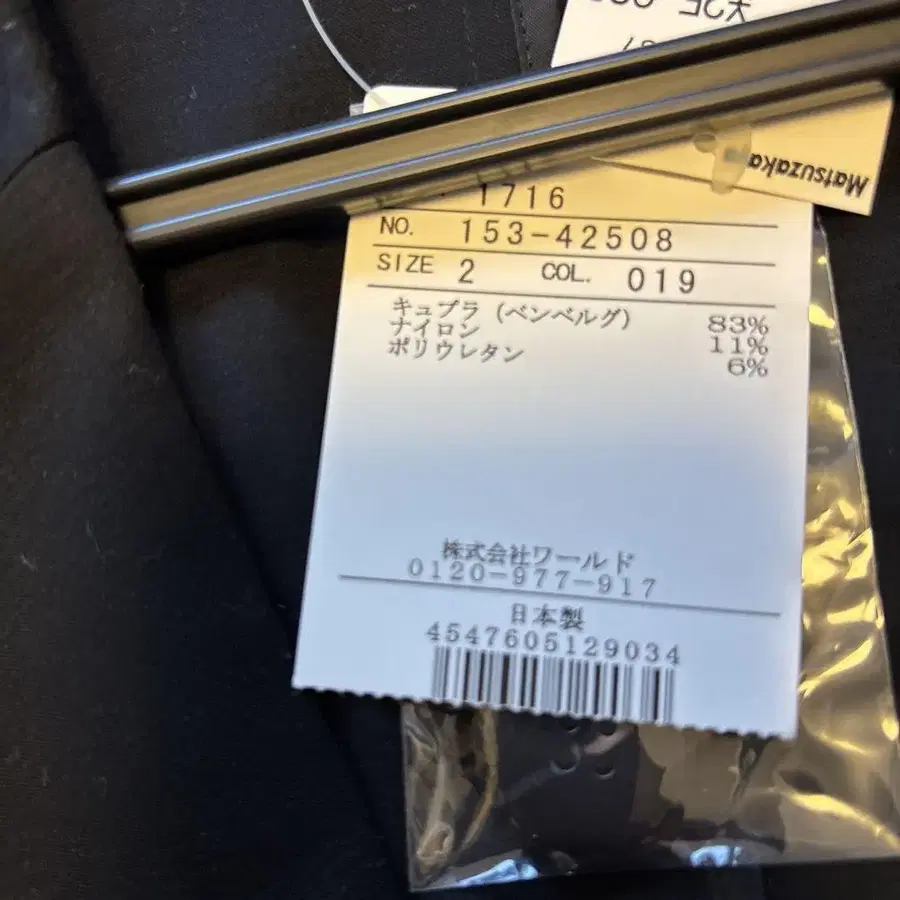 Matsuzaka
1716
NO. 153-42508
SIZE 2 COL. 019
キュプラ (ベンベルグ) 83%
ナイロン 11%
ポリウレタン 6%
株式会社ワールド
0120-977-917
日本製
4547605129034